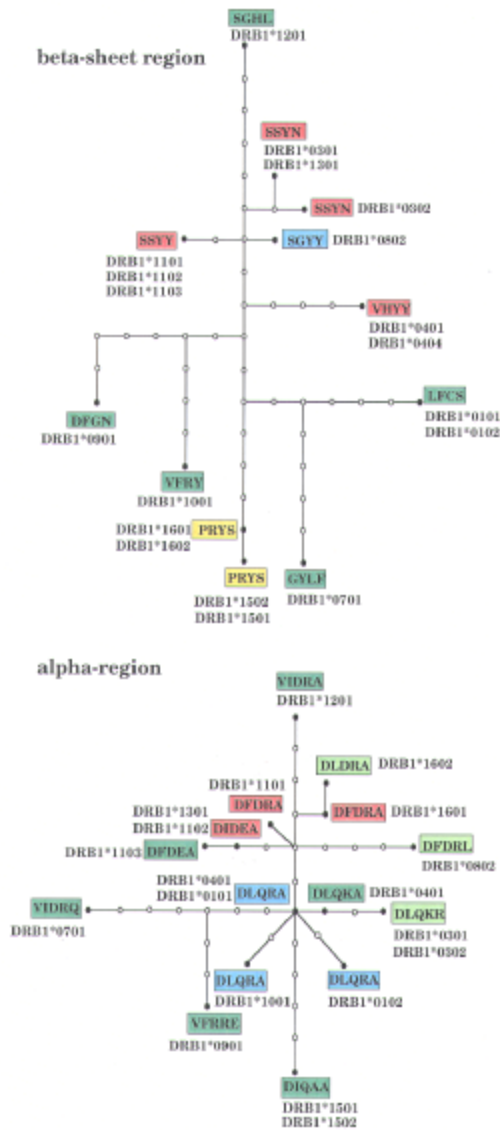 SGHL
DRB1*1201
beta-sheet region
SSYN
DRB1*0301
DRB1*1301
SSYN DRB1*0302
SSYY
SGYY DRB1*0802
DRB1*1101
DRB1*1102
DRB1*1103
VHYY
DRB1*0401
DRB1*0404
LFCS
DRB1*0101
DRB1*0102
DFGN
DRB1*0901
VFRY
DRB1*1001
DRB1*1601 PRYS
DRB1*1602
PRYS
DRB1*1502
DRB1*1501
GYLF
DRB1*0701
alpha-region
VIDRA
DRB1*1201
DLDRA DRB1*1602
DRB1*1101
DFDRA
DFDRA DRB1*1601
DRB1*1301
DRB1*1102 DIDEA
DRB1*1103 DFDEA
DFDRL
DRB1*0802
DRB1*0401
DRB1*0101 DLQRA
DLQKA DRB1*0401
VIDRQ
DRB1*0701
DLQKR
DRB1*0301
DRB1*0302
DLQRA
DRB1*1001
DLQRA
DRB1*0102
VFRRE
DRB1*0901
DIQAA
DRB1*1501
DRB1*1502